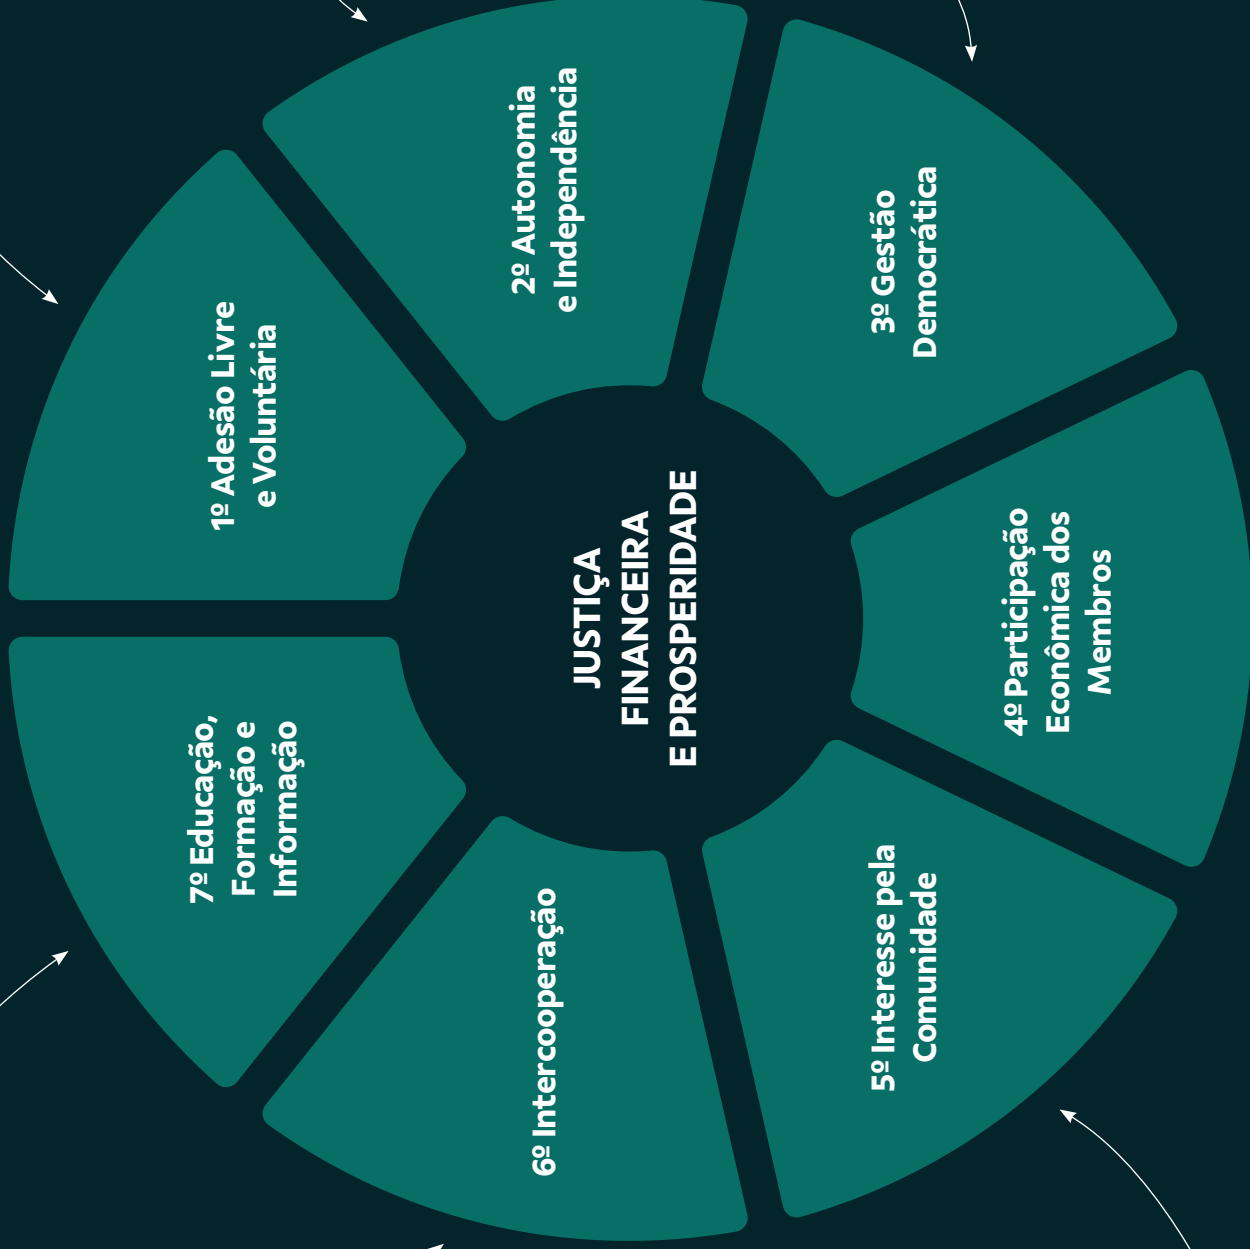 JUSTIÇA
FINANCEIRA
E PROSPERIDADE
1º Adesão Livre
e Voluntária
2º Autonomia
e Independência
3º Gestão
Democrática
4º Participação
Econômica dos
Membros
5º Interesse pela
Comunidade
6º Intercooperação
7º Educação,
Formação e
Informação